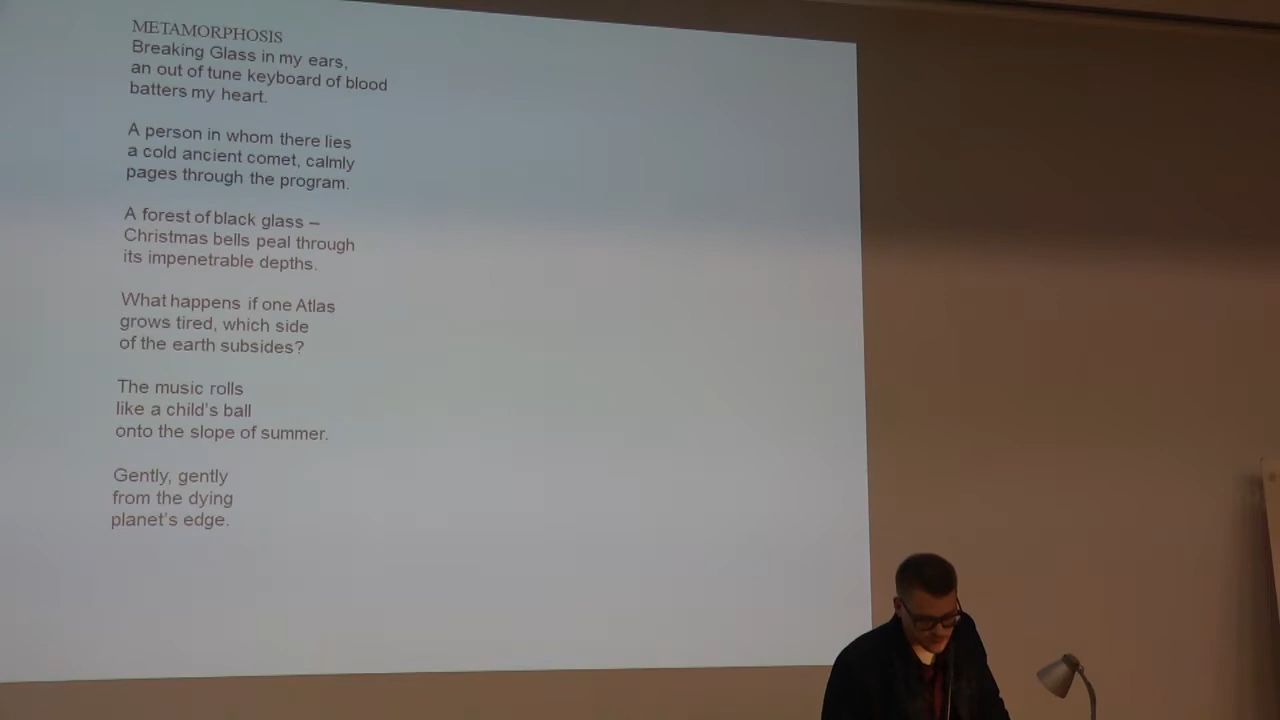 METAMORPHOSIS
Breaking Glass in my ears,
an out of tune keyboard of blood
batters my heart.
A person in whom there lies
a cold ancient comet, calmly
pages through the program.
A forest of black glass –
Christmas bells peal through
its impenetrable depths.
What happens if one Atlas
grows tired, which side
of the earth subsides?
The music rolls
like a child's ball
onto the slope of summer.
Gently, gently
from the dying
planet's edge.